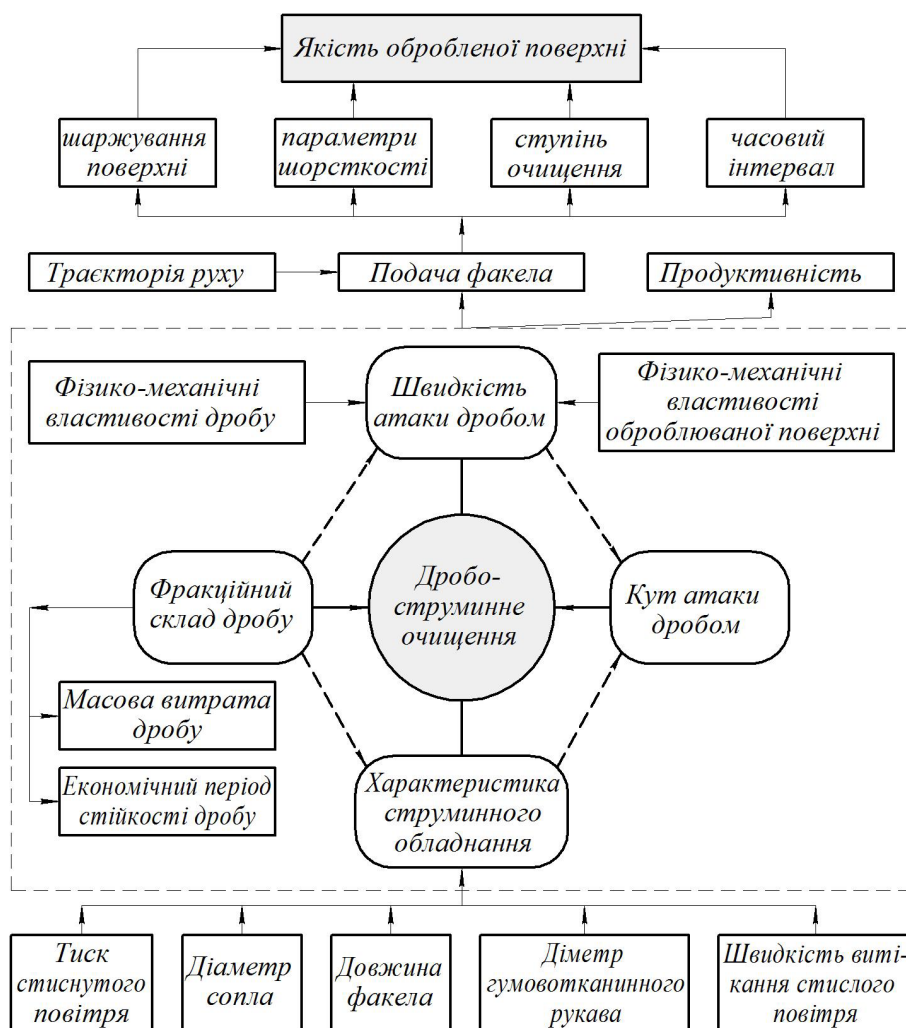 Якість обробленої поверхні
шаржування
поверхні
параметри
шорсткості
ступінь
очищення
часовий
інтервал
Траєкторія руху
Подача факела
Продуктивність
Фізико-механічні
властивості дробу
Швидкість
атаки дробом
Фізико-механічні
властивості
оброблюваної поверхні
Фракційний
склад дробу
Дробо-
струминне
очищення
Кут атаки
дробом
Масова витрата
дробу
Економічний період
стійкості дробу
Характеристика
струминного
обладнання
Тиск
стиснутого
повітря
Діаметр
сопла
Довжина
факела
Діметр
гумовотканинного
рукава
Швидкість виті-
кання стислого
повітря